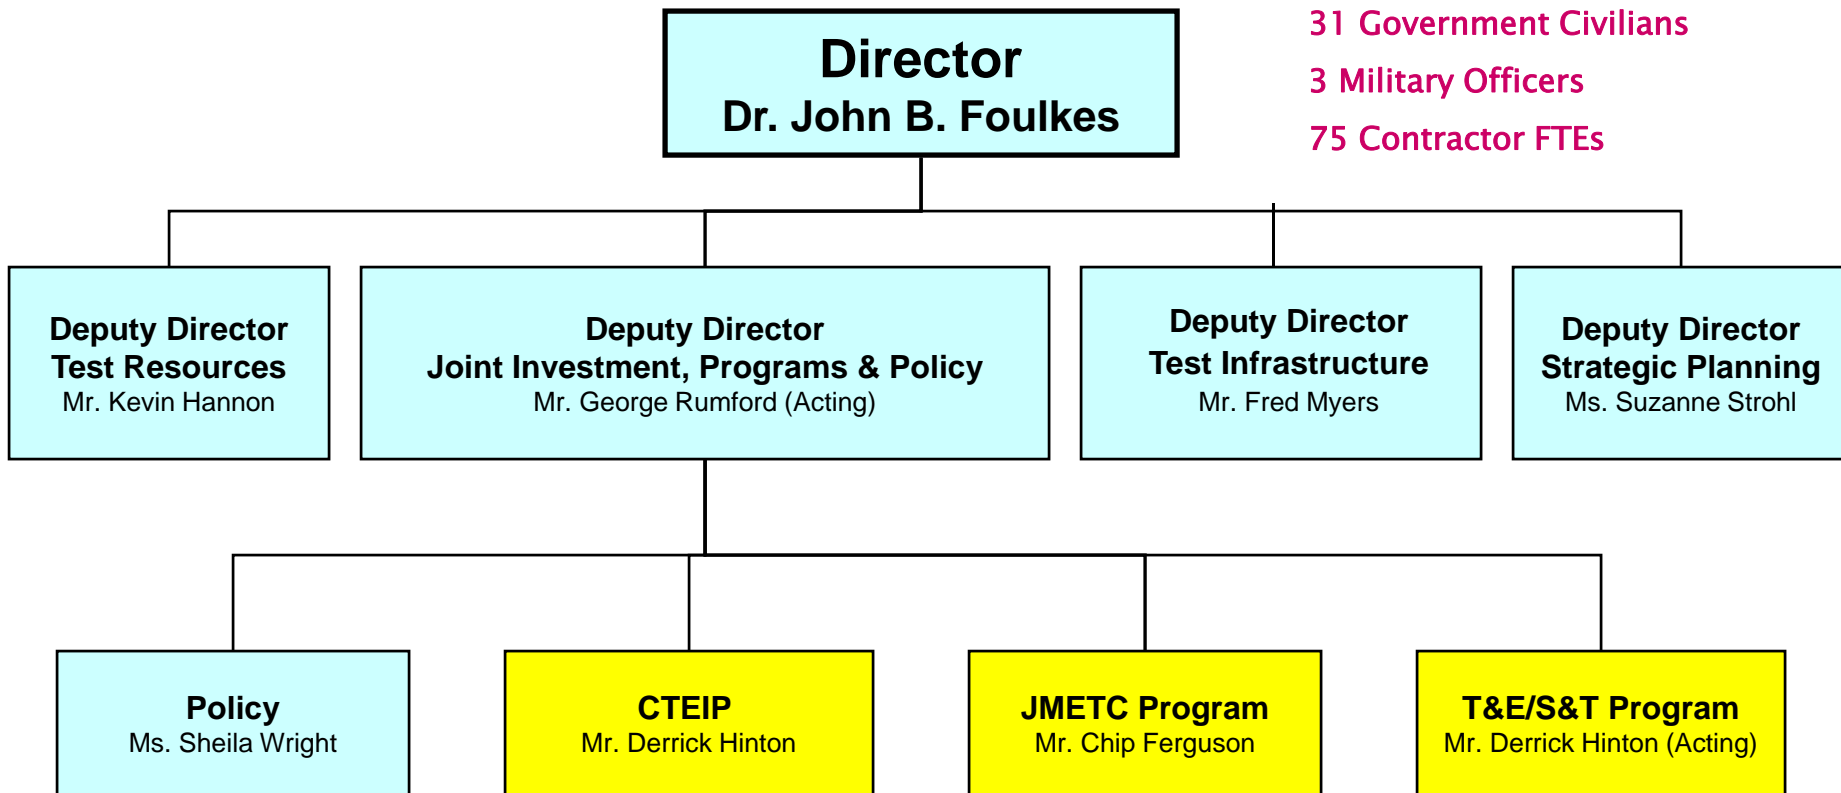 Director
Dr. John B. Foulkes
31 Government Civilians
3 Military Officers
75 Contractor FTEs
Deputy Director
Test Resources
Mr. Kevin Hannon
Deputy Director
Joint Investment, Programs & Policy
Mr. George Rumford (Acting)
Deputy Director
Test Infrastructure
Mr. Fred Myers
Deputy Director
Strategic Planning
Ms. Suzanne Strohl
Policy
Ms. Sheila Wright
CTEIP
Mr. Derrick Hinton
JMETC Program
Mr. Chip Ferguson
T&E/S&T Program
Mr. Derrick Hinton (Acting)